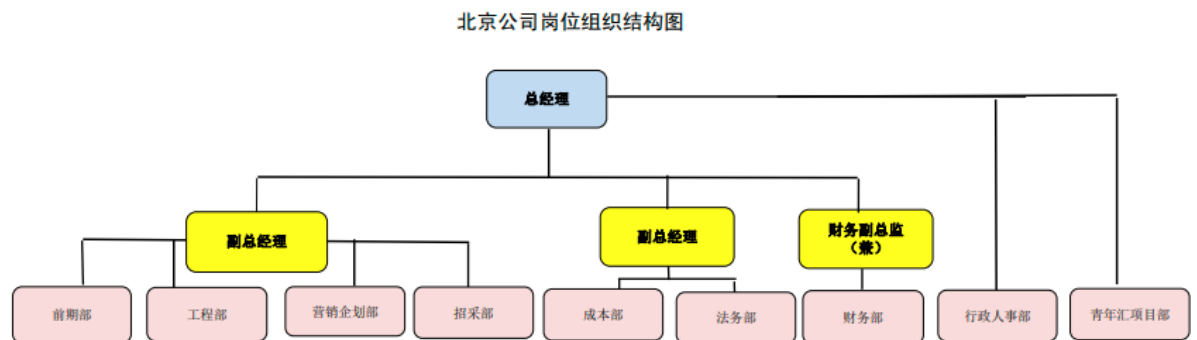 北京公司岗位组织结构图
总经理
副总经理
副总经理
财务副总监
（兼）
前期部
工程部
营销企划部
招采部
成本部
法务部
财务部
行政人事部
青年汇项目部